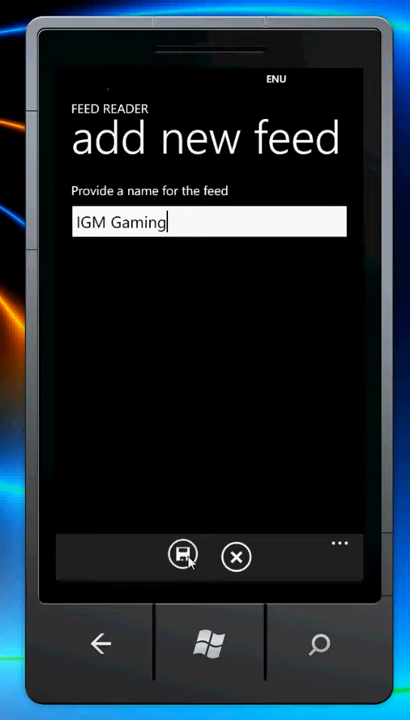 ENU
FEED READER
add new feed
Provide a name for the feed
IGM Gaming
...